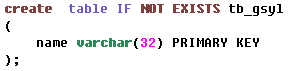 create  table IF NOT EXISTS tb_gsyl
(
    name varchar(32) PRIMARY KEY
);